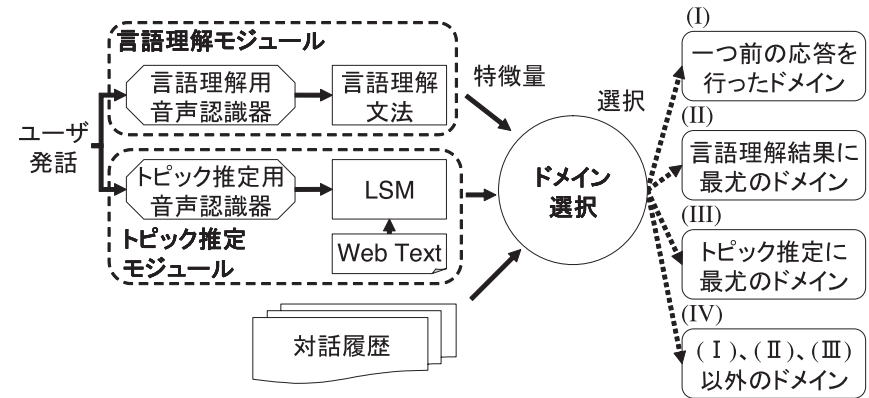 言語理解モジュール
言語理解用
音声認識器
言語理解
文法
ユーザ
発話
トピック推定用
音声認識器
LSM
Web Text
トピック推定
モジュール
対話履歴
特徴量
ドメイン
選択
選択
(I)
一つ前の応答を
行ったドメイン
(II)
言語理解結果に
最尤のドメイン
(III)
トピック推定に
最尤のドメイン
(IV)
(Ⅰ)、(Ⅱ)、(Ⅲ)
以外のドメイン